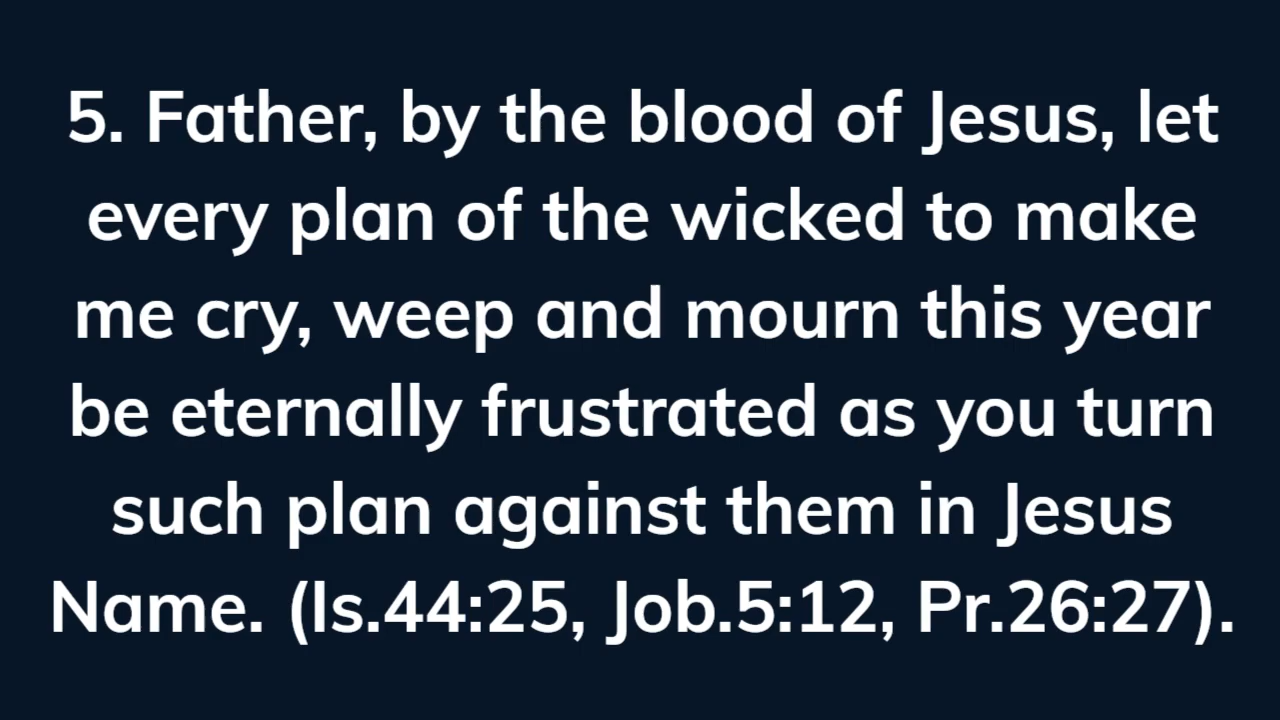 5. Father, by the blood of Jesus, let
every plan of the wicked to make
me cry, weep and mourn this year
be eternally frustrated as you turn
such plan against them in Jesus
Name. (Is.44:25, Job.5:12, Pr.26:27).